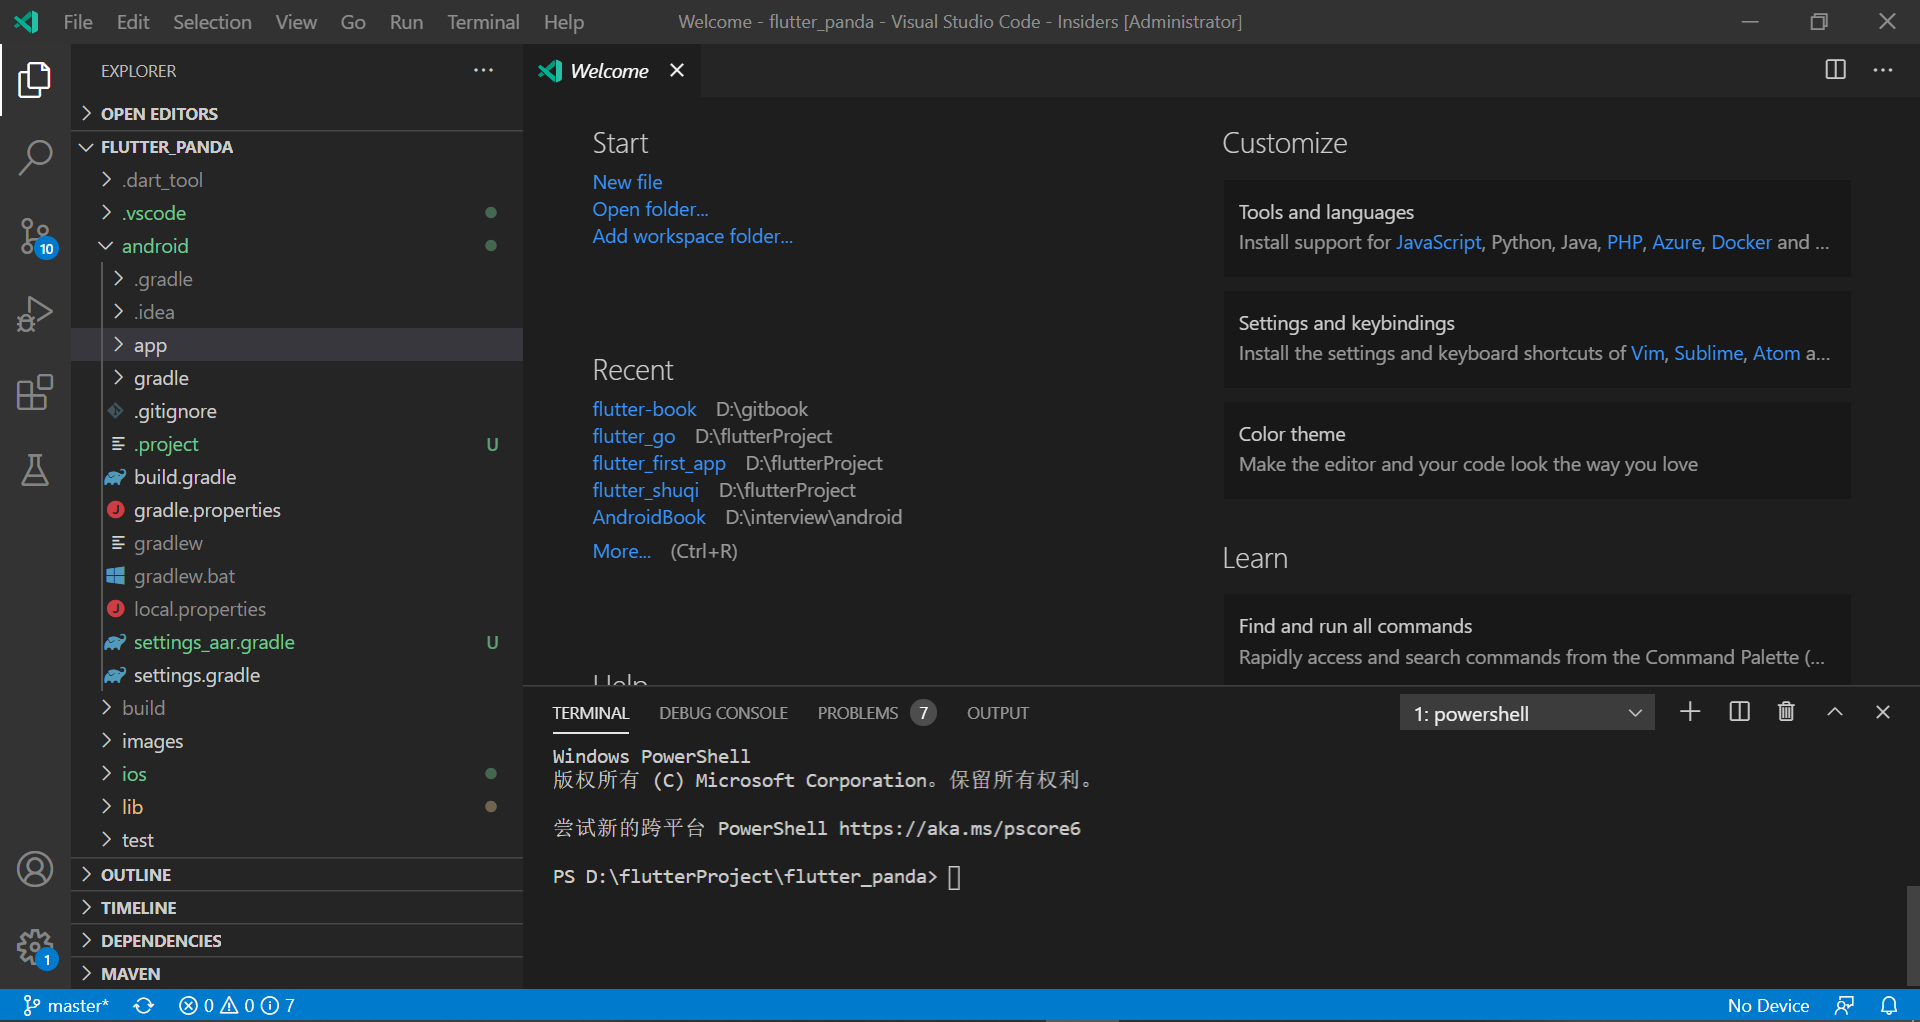 File Edit Selection View Go Run Terminal Help
Welcome - flutter_panda - Visual Studio Code - Insiders [Administrator]
EXPLORER
OPEN EDITORS
FLUTTER_PANDA
.dart_tool
.vscode
android
.gradle
.idea
app
gradle
.gitignore
.project U
build.gradle
gradle.properties
gradlew
gradlew.bat
local.properties
settings_aar.gradle U
settings.gradle
build
images
ios
lib
test
OUTLINE
TIMELINE
DEPENDENCIES
MAVEN
10
1
Welcome
Start
New file
Open folder...
Add workspace folder...
Recent
flutter-book D:\gitbook
flutter_go D:\flutterProject
flutter_first_app D:\flutterProject
flutter_shuqi D:\flutterProject
AndroidBook D:\interview\android
More... (Ctrl+R)
Help
Customize
Tools and languages
Install support for JavaScript, Python, Java, PHP, Azure, Docker and ...
Settings and keybindings
Install the settings and keyboard shortcuts of Vim, Sublime, Atom a...
Color theme
Make the editor and your code look the way you love
Learn
Find and run all commands
Rapidly access and search commands from the Command Palette (...
TERMINAL DEBUG CONSOLE PROBLEMS 7 OUTPUT
1: powershell
Windows PowerShell
版权所有 (C) Microsoft Corporation。保留所有权利。
尝试新的跨平台 PowerShell https://aka.ms/pscore6
PS D:\flutterProject\flutter_panda>
master* 0 0 7
No Device